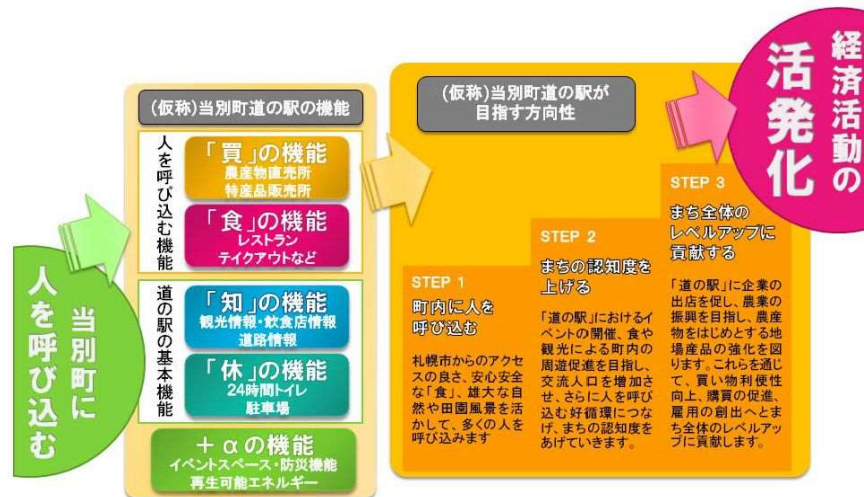 当別町に
人を呼び込む
(仮称)当別町道の駅の機能
人を呼び込む機能
「買」の機能
農産物直売所
特産品販売所
「食」の機能
レストラン
テイクアウトなど
道の駅の基本機能
「知」の機能
観光情報・飲食店情報
道路情報
「休」の機能
24時間トイレ
駐車場
+αの機能
イベントスペース・防災機能
再生可能エネルギー
(仮称)当別町道の駅が
目指す方向性
STEP 1
町内に人を
呼び込む
札幌市からのアクセ
スの良さ、安心安全
な「食」、雄大な自
然や田園風景を活
かして、多くの人を
呼び込みます
STEP 2
まちの認知度を
上げる
「道の駅」におけるイ
ベントの開催、食や
観光による町内の
周遊促進を目指し、
交流人口を増加さ
せ、さらに人を呼び
込む好循環につな
げ、まちの認知度を
あげていきます。
STEP 3
まち全体の
レベルアップに
貢献する
「道の駅」に企業の
出店を促し、農業の
振興を目指し、農産
物をはじめとする地
場産品の強化を図
ります。これらを通じ
て、買い物利便性
向上、購買の促進、
雇用の創出へとま
ち全体のレベルアッ
プに貢献します。
経済活動の
活発化